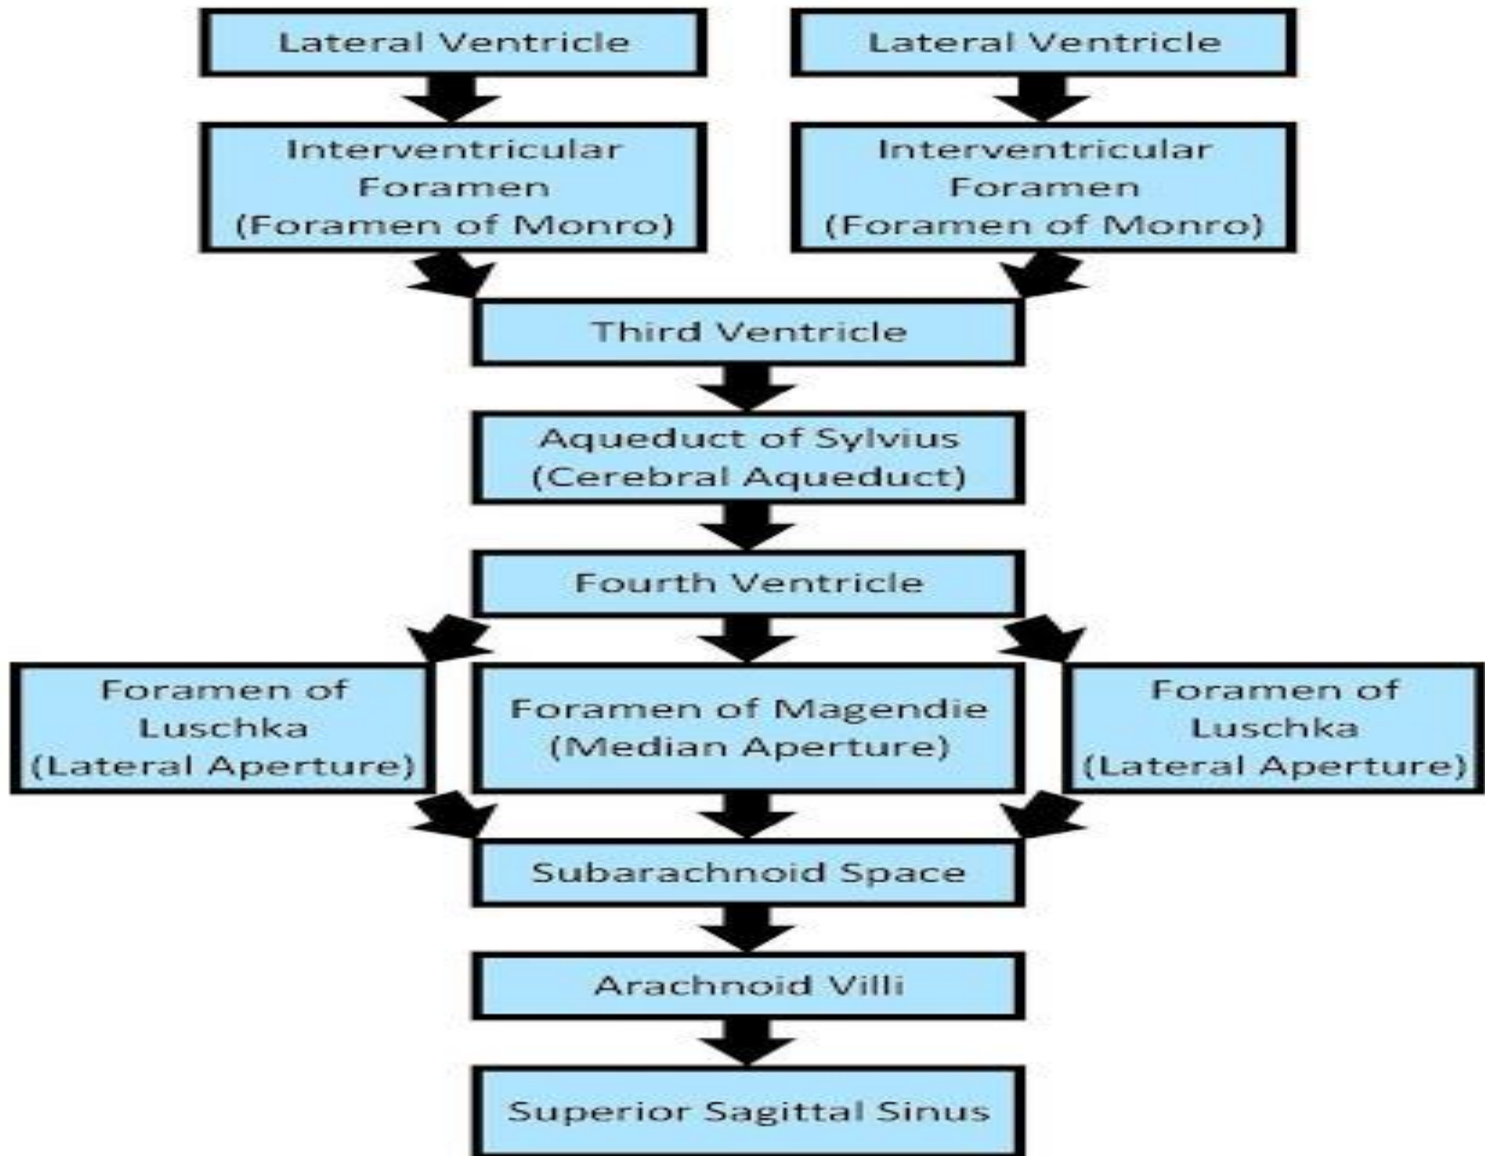 Lateral Ventricle
Lateral Ventricle
Interventricular
Foramen
(Foramen of Monro)
Interventricular
Foramen
(Foramen of Monro)
Third Ventricle
Aqueduct of Sylvius
(Cerebral Aqueduct)
Fourth Ventricle
Foramen of
Luschka
(Lateral Aperture)
Foramen of Magendie
(Median Aperture)
Foramen of
Luschka
(Lateral Aperture)
Subarachnoid Space
Arachnoid Villi
Superior Sagittal Sinus